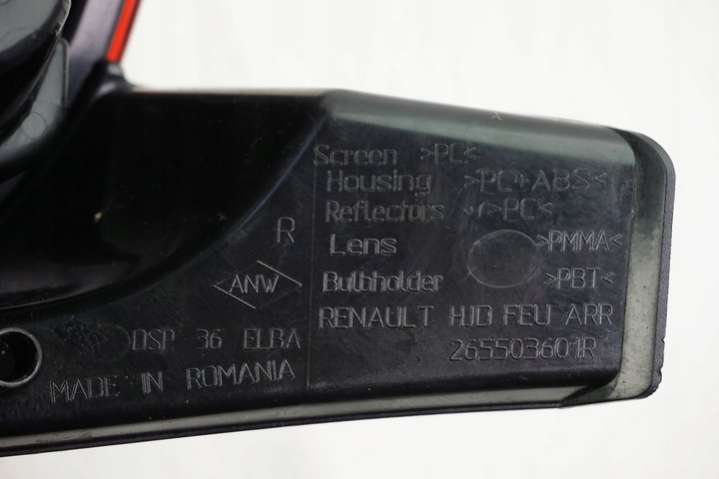 Screen >PC<
Housing >PC+ABS<
Reflectors >PC<
Lens >PMMA<
Bulbholder >PBT<
RENAULT HJD FEU ARR
265503601R
R
<ANW>
DSP 36 ELBA
MADE IN ROMANIA